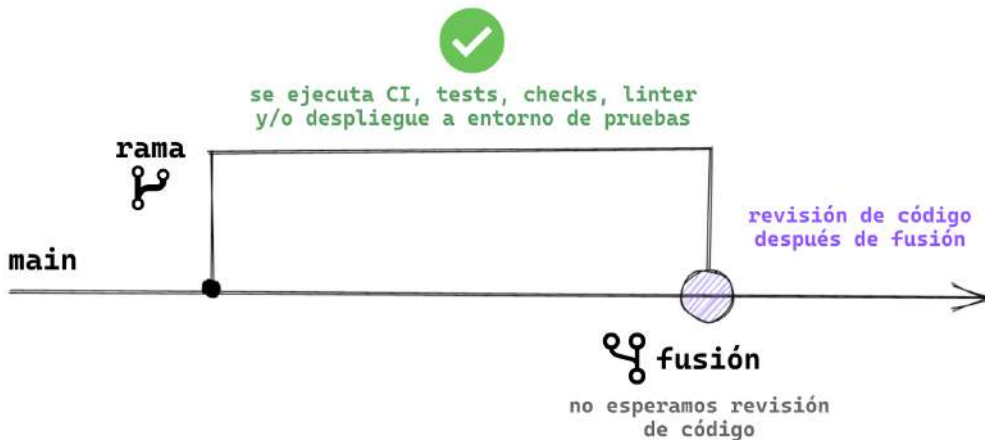 se ejecuta CI, tests, checks, linter
y/o despliegue a entorno de pruebas
rama
revisión de código
después de fusión
main
fusión
no esperamos revisión
de código